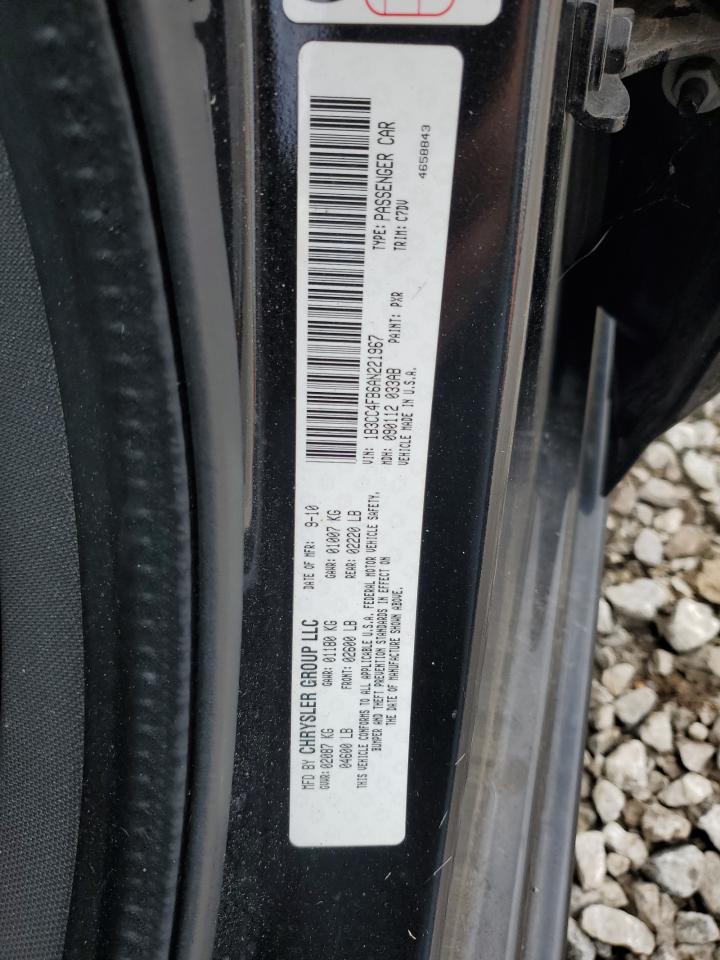 MFD BY CHRYSLER GROUP LLC
DATE OF MFR: 9-10
GVWR: 02087 KG
GAWR: 01180 KG
GAWR: 01007 KG
04600 LB
FRONT: 02600 LB
REAR: 02220 LB
THIS VEHICLE CONFORMS TO ALL APPLICABLE U.S.A. FEDERAL MOTOR VEHICLE SAFETY,
BUMPER AND THEFT PREVENTION STANDARDS IN EFFECT ON
THE DATE OF MANUFACTURE SHOWN ABOVE.
VIN: 1B3CC4FB6AN221967
TYPE: PASSENGER CAR
MDH: 090112 033AB
PAINT: PXR
TRIM: C7DV
VEHICLE MADE IN U.S.A.
4658843